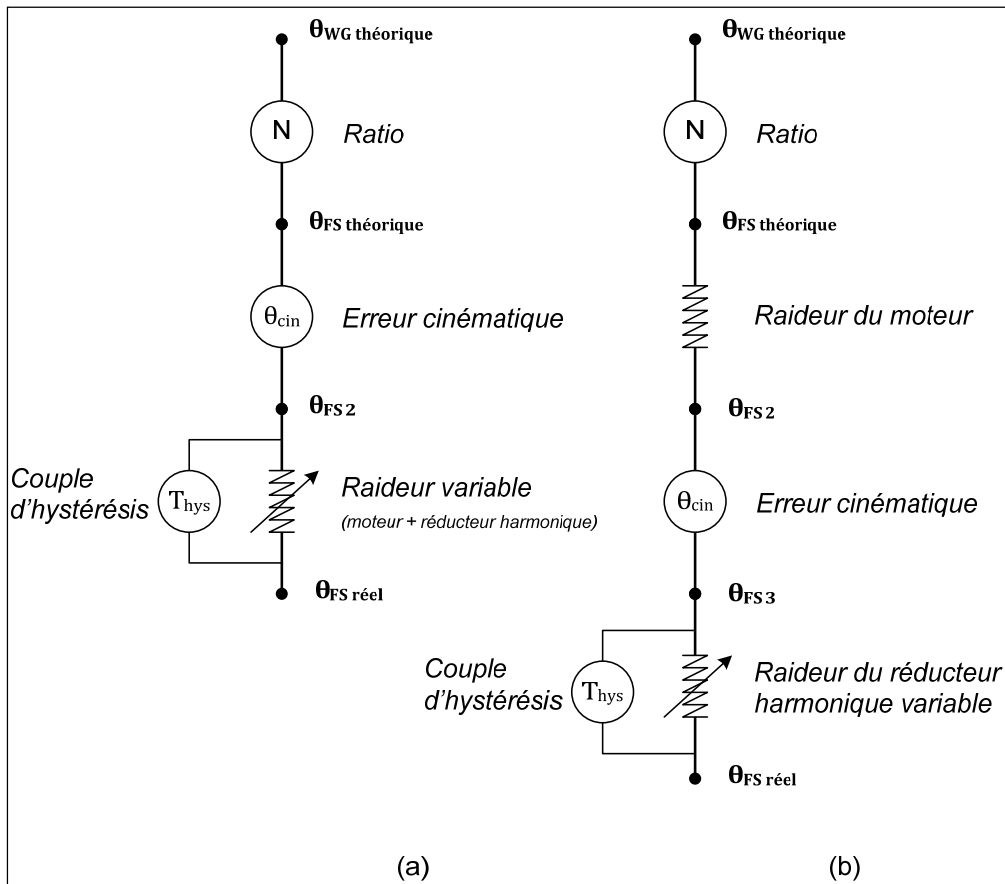 θWG théorique
N
Ratio
θFS théorique
θcin
Erreur cinématique
θFS 2
Couple
d'hystérésis
Thys
Raideur variable
(moteur + réducteur harmonique)
θFS réel
(a)
θWG théorique
N
Ratio
θFS théorique
Raideur du moteur
θFS 2
θcin
Erreur cinématique
θFS 3
Couple
d'hystérésis
Thys
Raideur du réducteur
harmonique variable
θFS réel
(b)